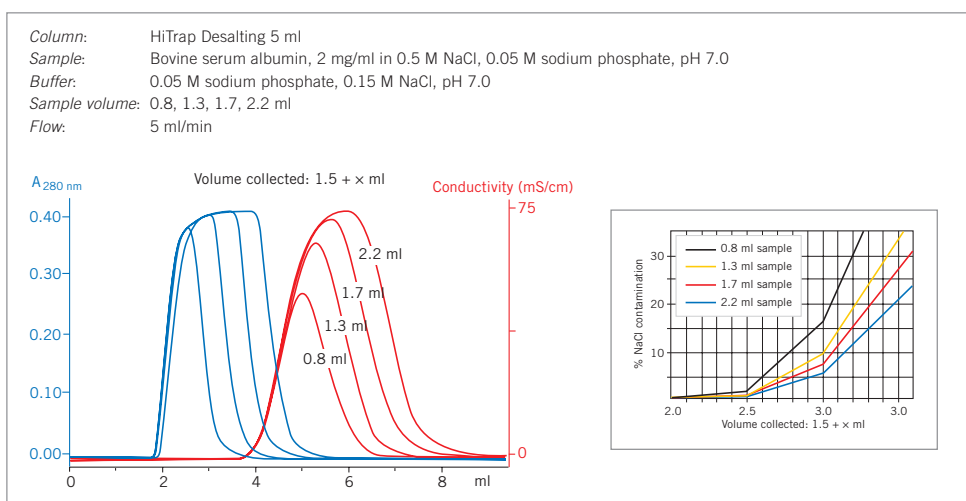 Column: HiTrap Desalting 5 ml
Sample: Bovine serum albumin, 2 mg/ml in 0.5 M NaCl, 0.05 M sodium phosphate, pH 7.0
Buffer: 0.05 M sodium phosphate, 0.15 M NaCl, pH 7.0
Sample volume: 0.8, 1.3, 1.7, 2.2 ml
Flow: 5 ml/min
A280 nm
Volume collected: 1.5 + × ml
Conductivity (mS/cm)
0.40
0.30
0.20
0.10
0.00
75
0
2.2 ml
1.7 ml
1.3 ml
0.8 ml
0 2 4 6 8 ml
% NaCl contamination
30
20
10
0.8 ml sample
1.3 ml sample
1.7 ml sample
2.2 ml sample
2.0 2.5 3.0 3.0
Volume collected: 1.5 + × ml